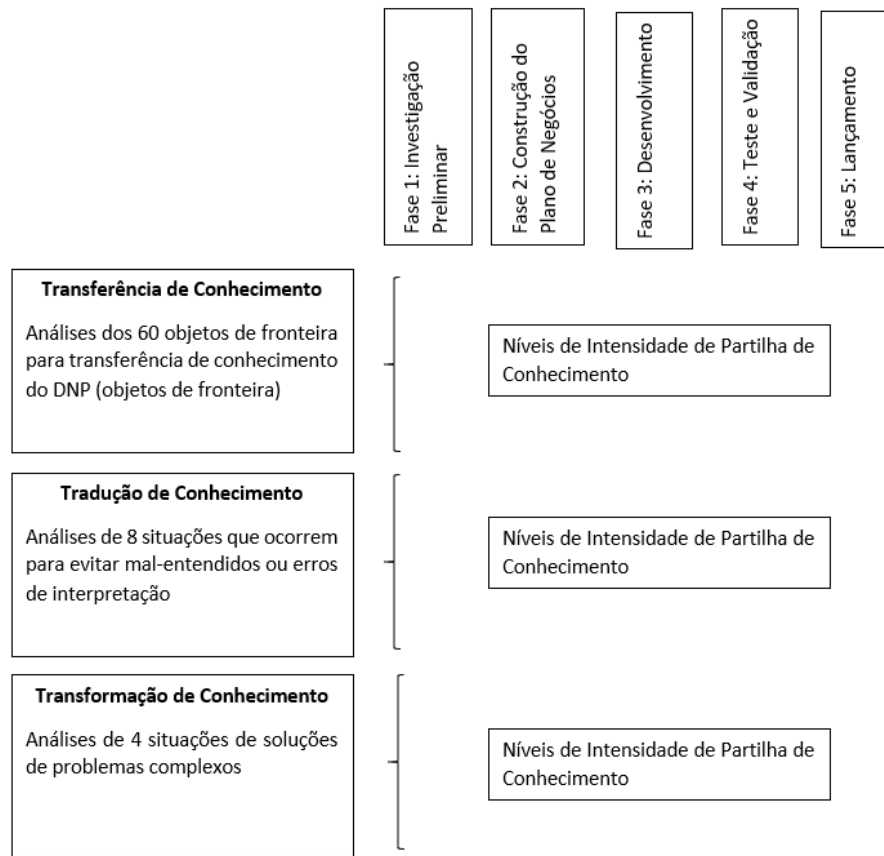 Fase 1: Investigação
Preliminar
Fase 2: Construção do
Plano de Negócios
Fase 3: Desenvolvimento
Fase 4: Teste e Validação
Fase 5: Lançamento
Transferência de Conhecimento
Análises dos 60 objetos de fronteira
para transferência de conhecimento
do DNP (objetos de fronteira)
Níveis de Intensidade de Partilha de
Conhecimento
Tradução de Conhecimento
Análises de 8 situações que ocorrem
para evitar mal-entendidos ou erros
de interpretação
Níveis de Intensidade de Partilha de
Conhecimento
Transformação de Conhecimento
Análises de 4 situações de soluções
de problemas complexos
Níveis de Intensidade de Partilha de
Conhecimento